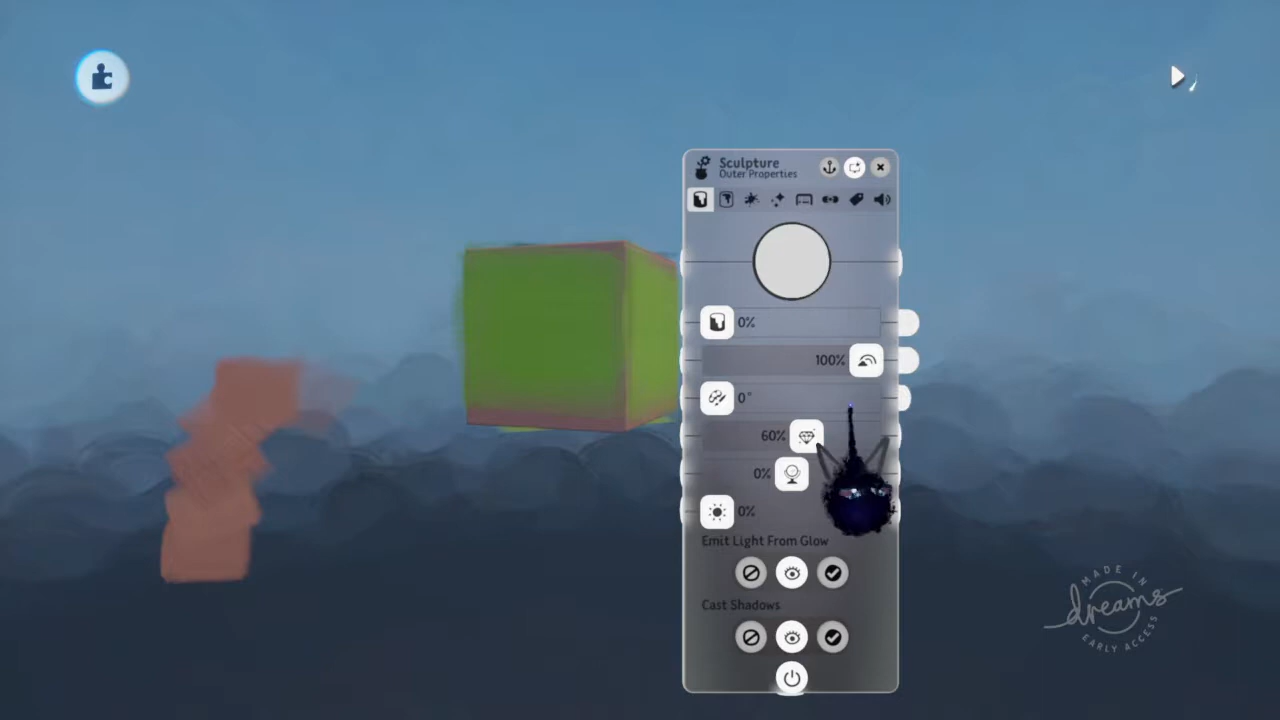 Sculpture
Outer Properties
0%
100%
0°
60%
0%
0%
Emit Light From Glow
Cast Shadows
MADE IN
dreams
EARLY ACCESS